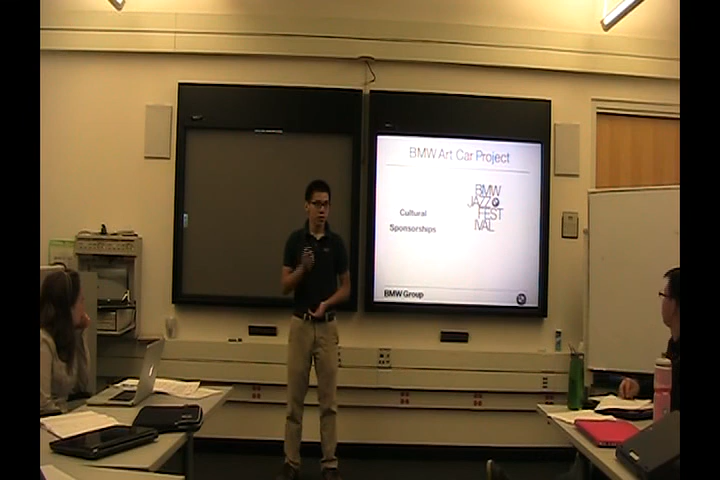 BMW Art Car Project
BMW
JAZZ
FEST
IVAL
Cultural
Sponsorships
BMW Group